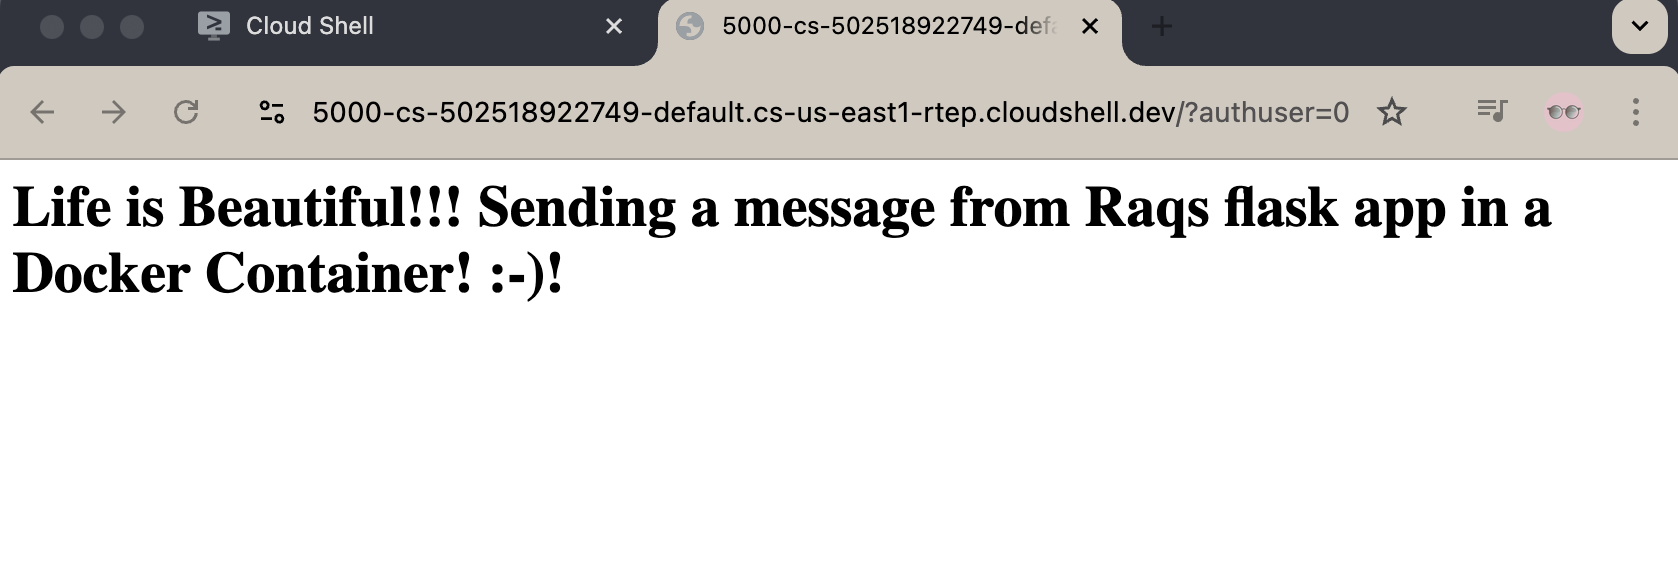 Cloud Shell
5000-cs-502518922749-defa
5000-cs-502518922749-default.cs-us-east1-rtep.cloudshell.dev/?authuser=0
Life is Beautiful!!! Sending a message from Raqs flask app in a
Docker Container! :-)!